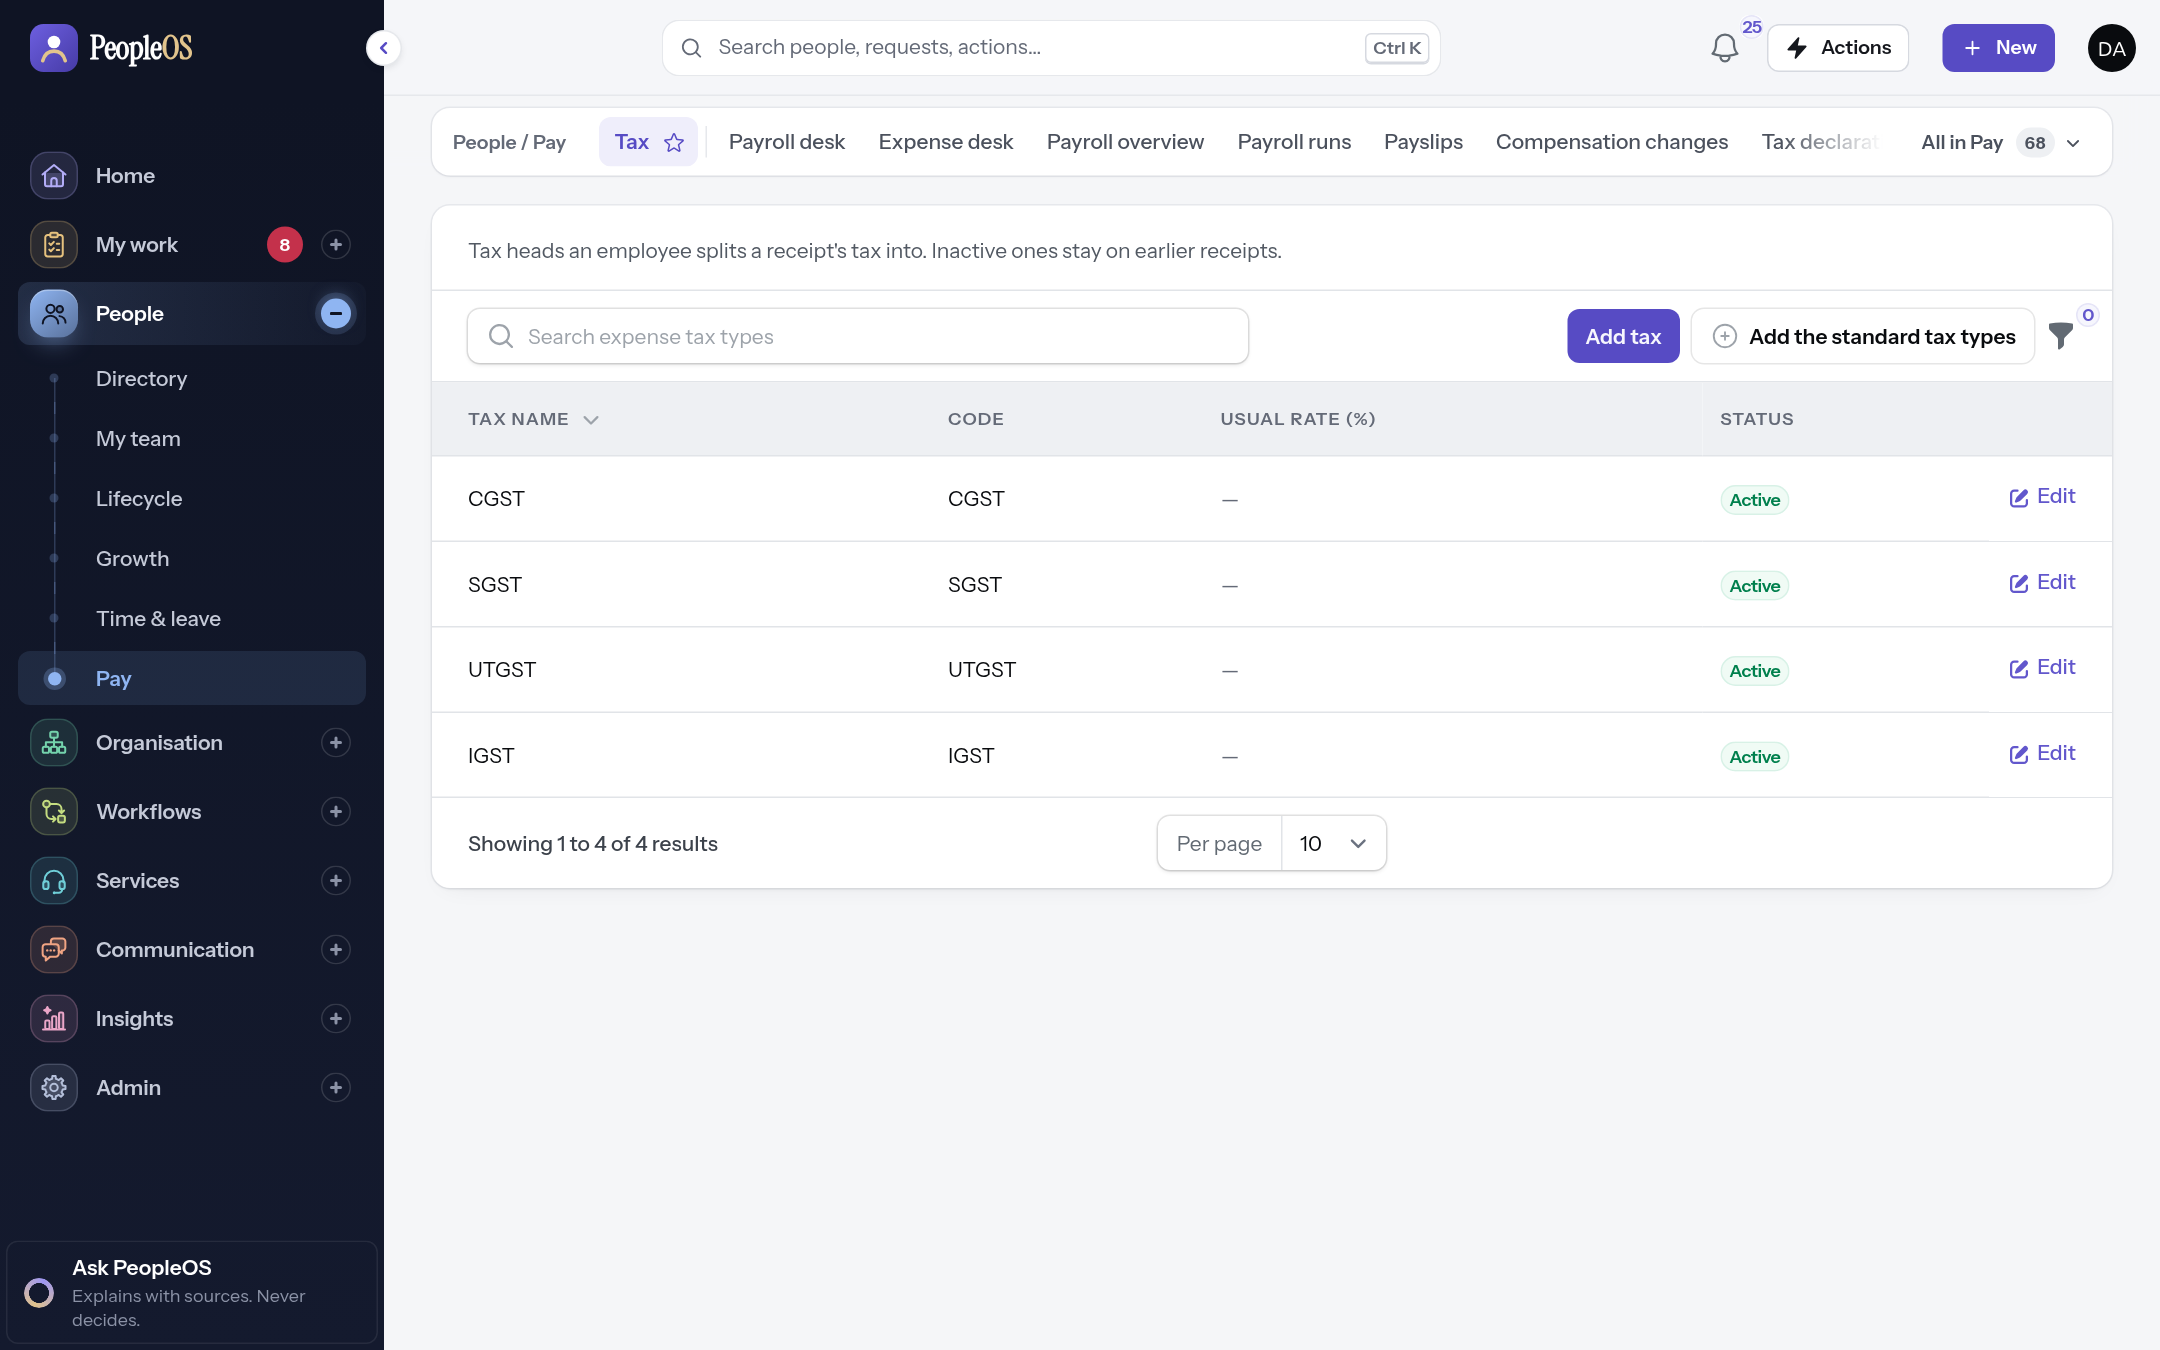 PeopleOS
Search people, requests, actions...
Ctrl K
25
Actions
New
DA
Home
My work
8
People
Directory
My team
Lifecycle
Growth
Time & leave
Pay
Organisation
Workflows
Services
Communication
Insights
Admin
Ask PeopleOS
Explains with sources. Never
decides.
People / Pay
Tax
Payroll desk
Expense desk
Payroll overview
Payroll runs
Payslips
Compensation changes
Tax declarat
All in Pay
68
Tax heads an employee splits a receipt's tax into. Inactive ones stay on earlier receipts.
Search expense tax types
Add tax
Add the standard tax types
0
TAX NAME CODE USUAL RATE (%) STATUS
CGST CGST — Active Edit
SGST SGST — Active Edit
UTGST UTGST — Active Edit
IGST IGST — Active Edit
Showing 1 to 4 of 4 results
Per page 10